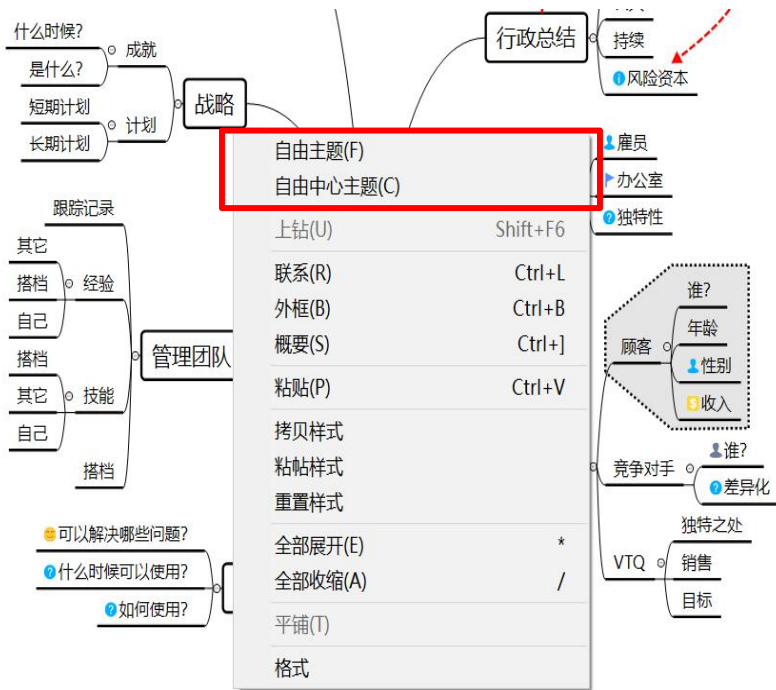 什么时候?
成就
是什么?
短期计划
计划
长期计划
战略
行政总结
持续
风险资本
雇员
办公室
独特性
自由主题(F)
自由中心主题(C)
上钻(U) Shift+F6
联系(R) Ctrl+L
外框(B) Ctrl+B
概要(S) Ctrl+]
粘贴(P) Ctrl+V
拷贝样式
粘帖样式
重置样式
全部展开(E) *
全部收缩(A) /
平铺(T)
格式
跟踪记录
其它
搭档
经验
自己
搭档
其它
技能
自己
搭档
管理团队
可以解决哪些问题?
什么时候可以使用?
如何使用?
谁?
年龄
顾客
性别
收入
谁?
竞争对手
差异化
独特之处
VTQ
销售
目标